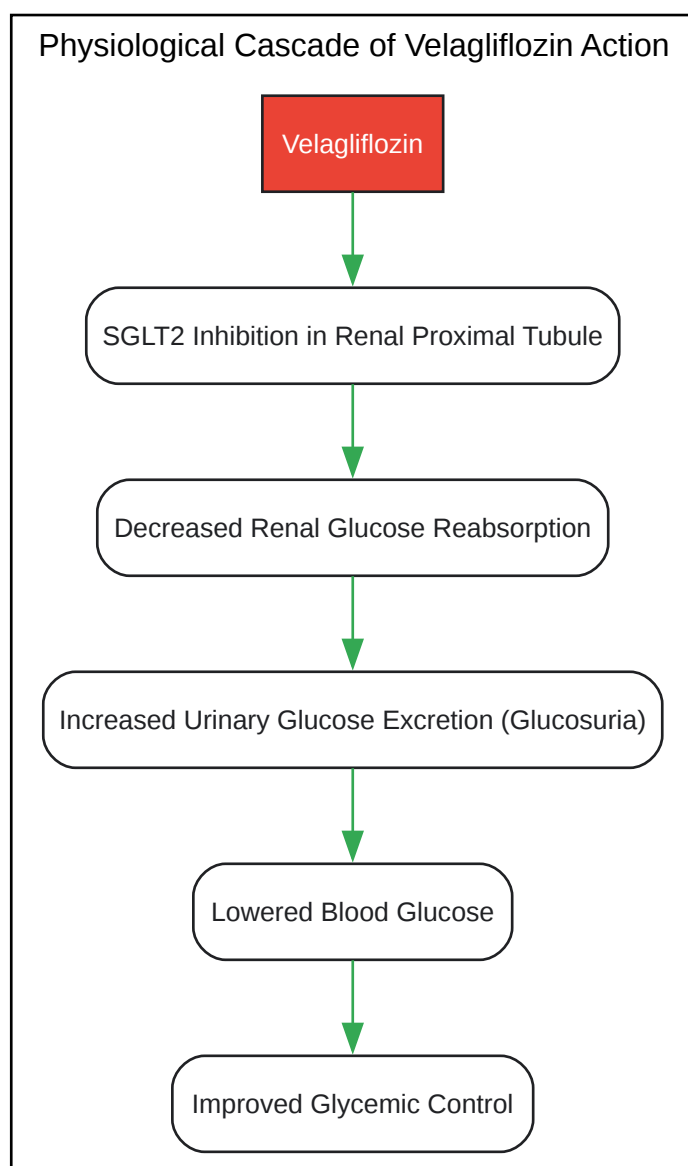 Physiological Cascade of Velagliflozin Action
Velagliflozin
SGLT2 Inhibition in Renal Proximal Tubule
Decreased Renal Glucose Reabsorption
Increased Urinary Glucose Excretion (Glucosuria)
Lowered Blood Glucose
Improved Glycemic Control